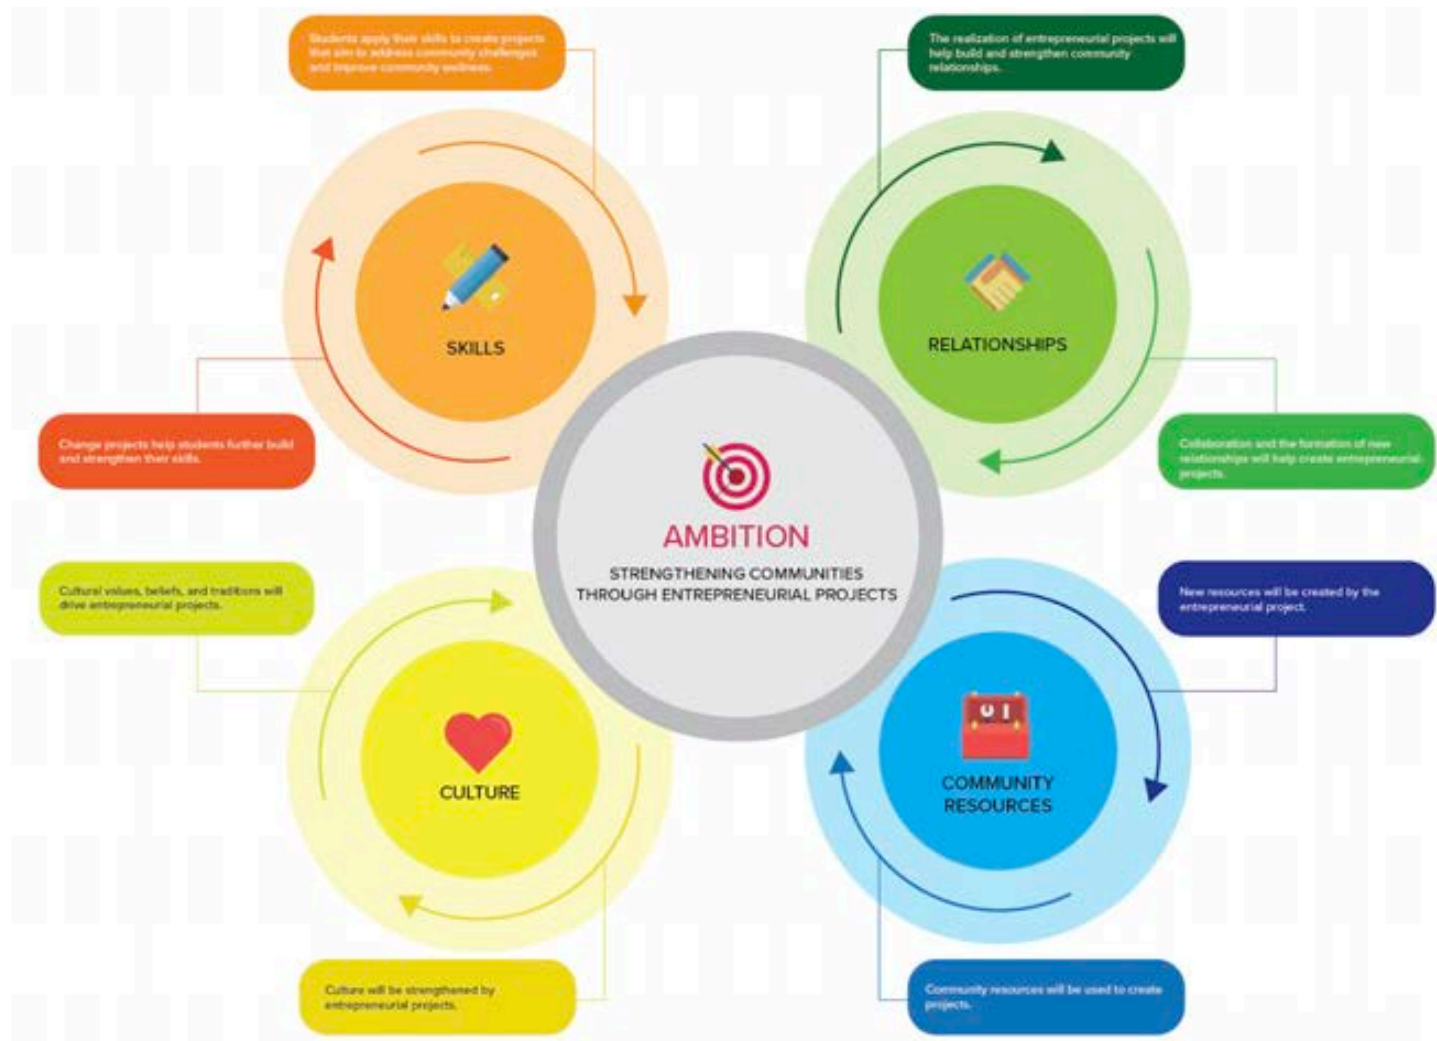 Students apply their skills to create projects
that aim to address community challenges
and improve community wellness.
The realization of entrepreneurial projects will
help build and strengthen community
relationships.
SKILLS
RELATIONSHIPS
Change projects help students further build
and strengthen their skills.
Collaboration and the formation of new
relationships will help create entrepreneurial
projects.
AMBITION
STRENGTHENING COMMUNITIES
THROUGH ENTREPRENEURIAL PROJECTS
Cultural values, beliefs, and traditions will
drive entrepreneurial projects.
New resources will be created by the
entrepreneurial project.
CULTURE
COMMUNITY
RESOURCES
Culture will be strengthened by
entrepreneurial projects.
Community resources will be used to create
projects.